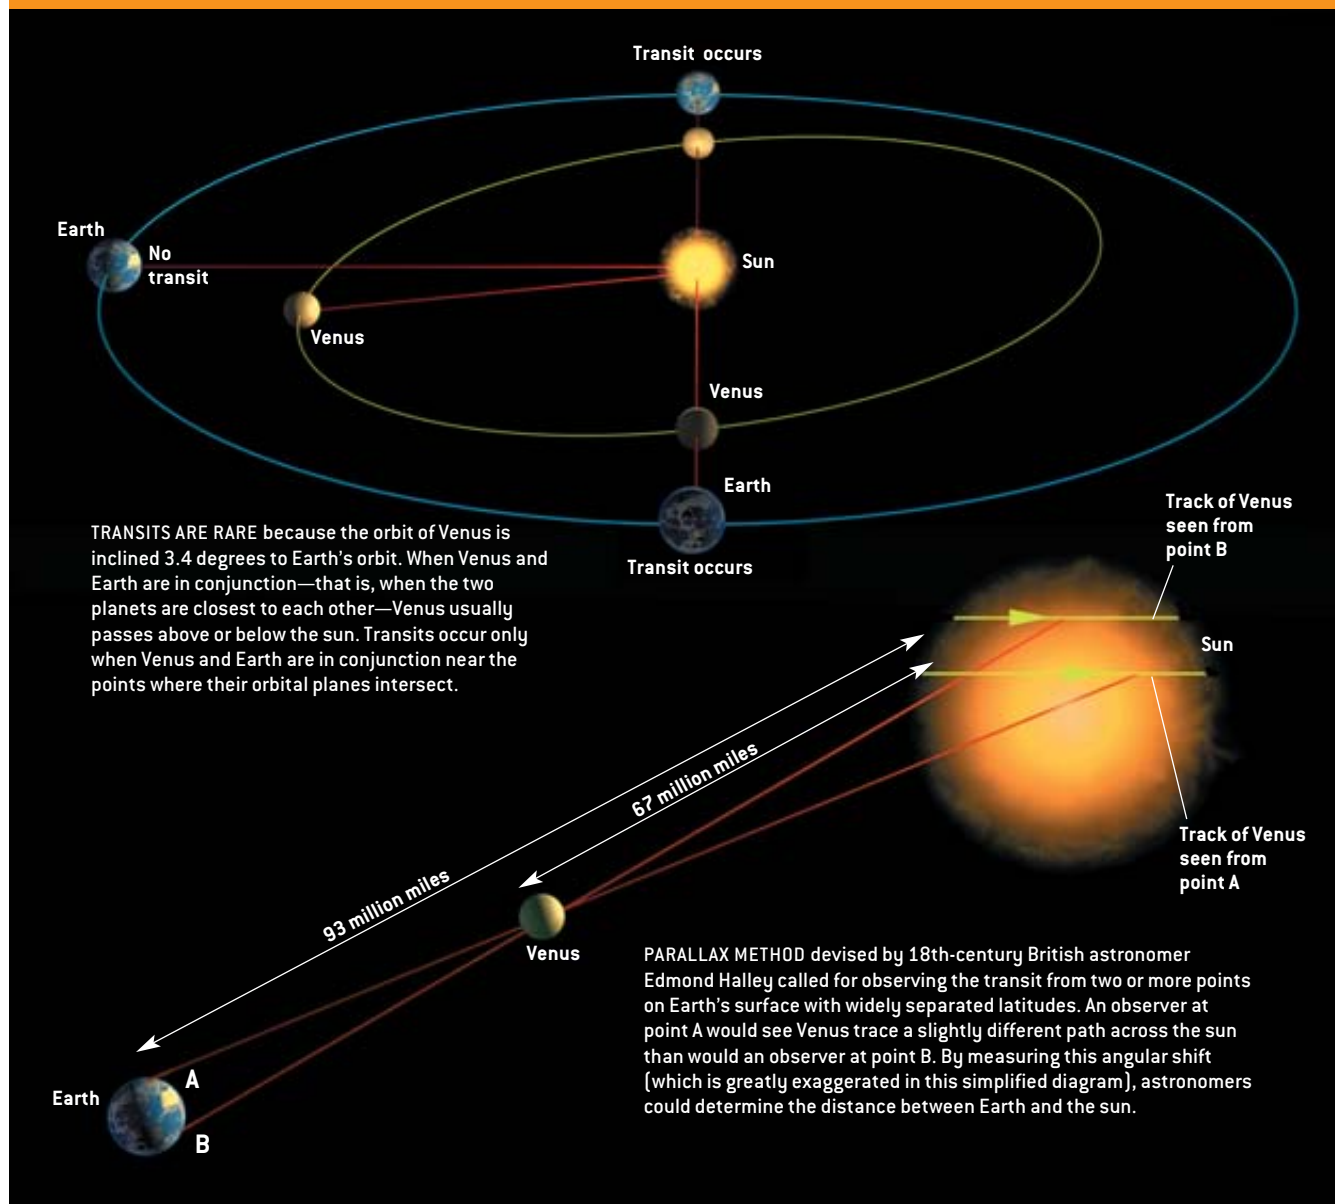 Transit occurs
Earth
No
transit
Sun
Venus
Venus
Earth
Transit occurs
TRANSITS ARE RARE because the orbit of Venus is
inclined 3.4 degrees to Earth’s orbit. When Venus and
Earth are in conjunction—that is, when the two
planets are closest to each other—Venus usually
passes above or below the sun. Transits occur only
when Venus and Earth are in conjunction near the
points where their orbital planes intersect.
Track of Venus
seen from
point B
Sun
67 million miles
93 million miles
Track of Venus
seen from
point A
Venus
Earth
A
B
PARALLAX METHOD devised by 18th-century British astronomer
Edmond Halley called for observing the transit from two or more points
on Earth’s surface with widely separated latitudes. An observer at
point A would see Venus trace a slightly different path across the sun
than would an observer at point B. By measuring this angular shift
(which is greatly exaggerated in this simplified diagram), astronomers
could determine the distance between Earth and the sun.